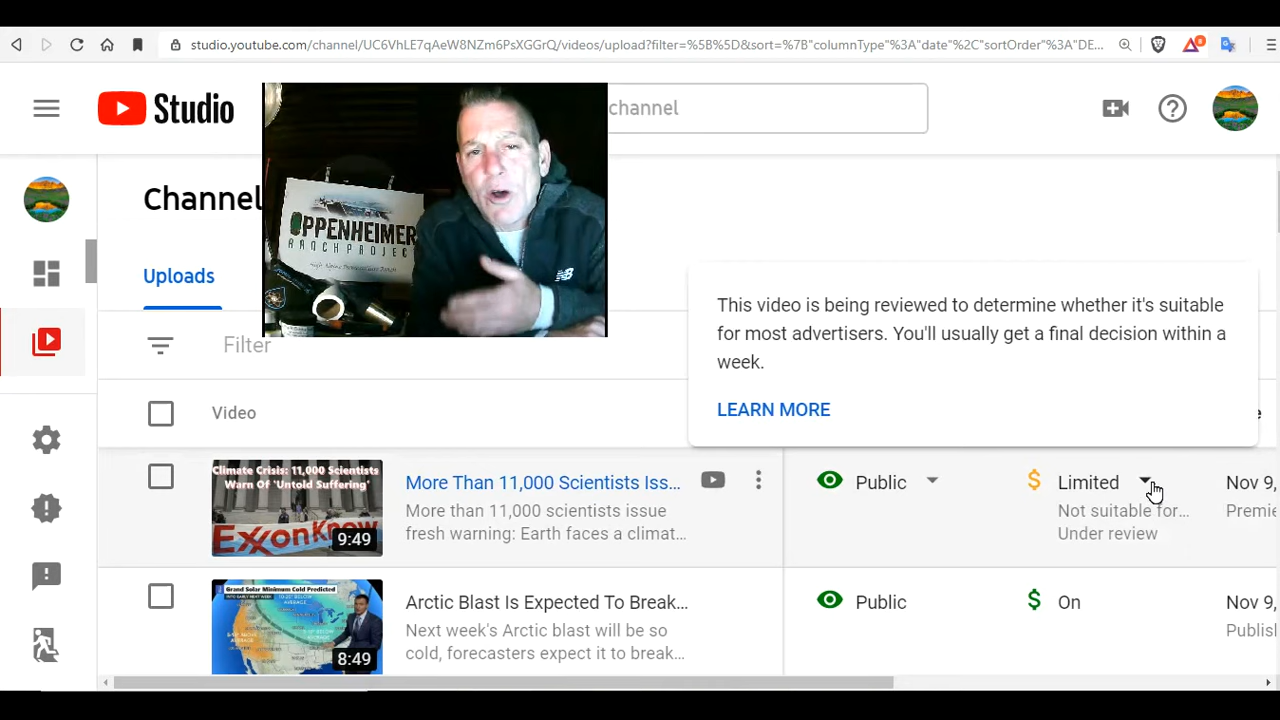 studio.youtube.com/channel/UC6VhLE7qAeW8NZm6PsXGGrQ/videos/upload?filter=%5B%5D&sort=%7B"columnType"%3A"date"%2C"sortOrder"%3A"DE...
8
Studio
channel
OPPENHEIMER
RANCH PROJECT
Channel
Uploads
This video is being reviewed to determine whether it's suitable
for most advertisers. You'll usually get a final decision within a
week.
LEARN MORE
Filter
Video
Climate Crisis: 11,000 Scientists
Warn Of 'Untold Suffering'
ExxonKnew
9:49
More Than 11,000 Scientists Iss...
More than 11,000 scientists issue
fresh warning: Earth faces a climat...
Public
Limited
Not suitable for...
Under review
Nov 9,
Premie
Grand Solar Minimum Cold Predicted
8:49
Arctic Blast Is Expected To Break...
Next week's Arctic blast will be so
cold, forecasters expect it to break...
Public
On
Nov 9,
Publis